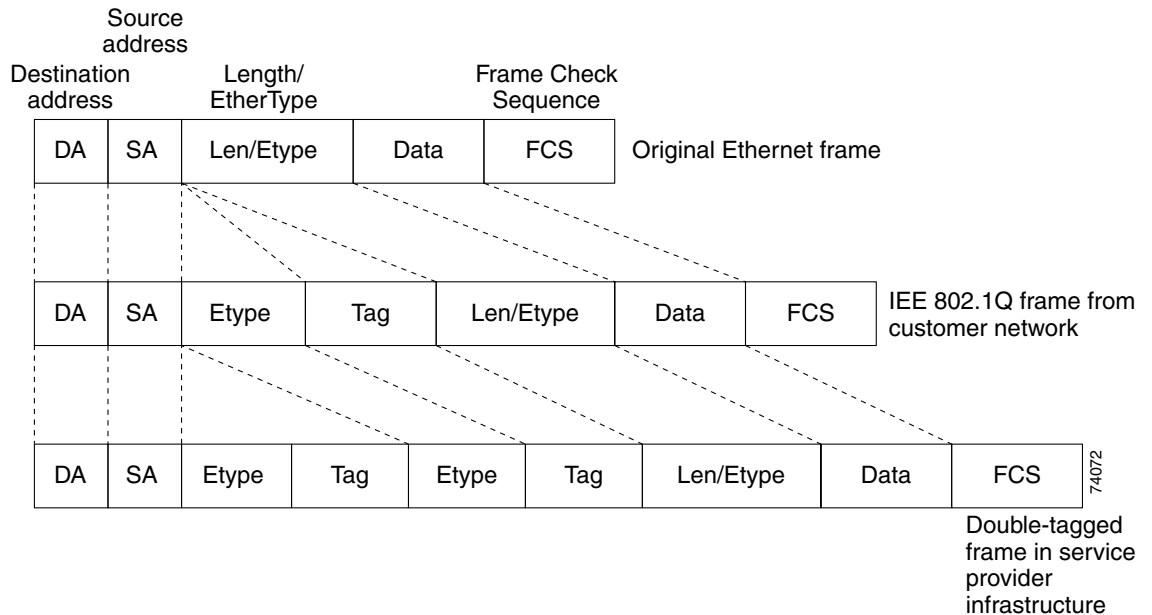 Source
address
Destination
address
Length/
EtherType
Frame Check
Sequence
DA SA Len/Etype Data FCS Original Ethernet frame
DA SA Etype Tag Len/Etype Data FCS
IEE 802.1Q frame from
customer network
DA SA Etype Tag Etype Tag Len/Etype Data FCS
74072
Double-tagged
frame in service
provider
infrastructure